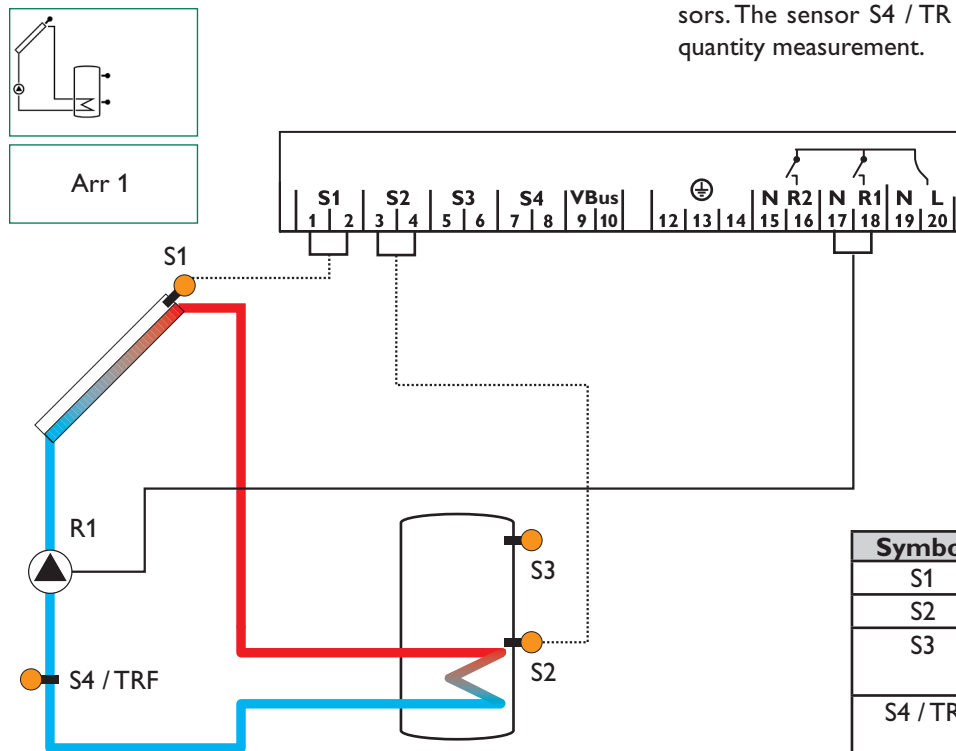 sors. The sensor S4 / TR
quantity measurement.
Arr 1
S1 S2 S3 S4 VBus N R2 N R1 N L
1 2 3 4 5 6 7 8 9 10 12 13 14 15 16 17 18 19 20
S1
R1
S3
S2
S4 / TRF
Symbo
S1
S2
S3
S4 / TR